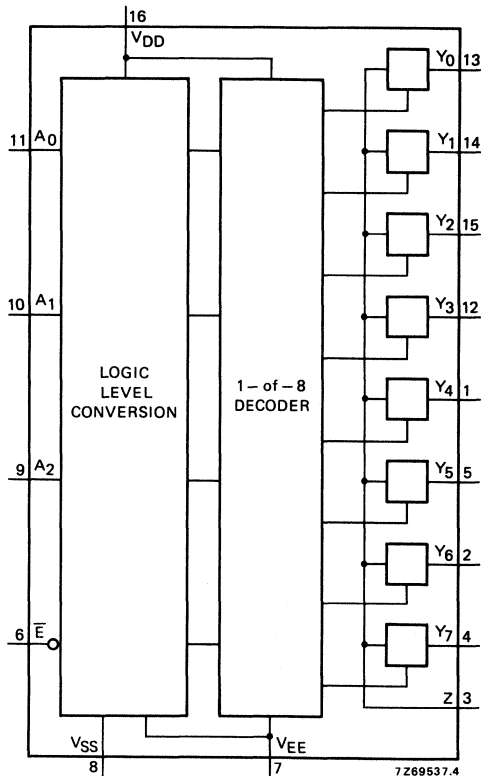 16
VDD
Y0 13
11 A0
Y1 14
Y2 15
10 A1
Y3 12
LOGIC
LEVEL
CONVERSION
1 – of – 8
DECODER
Y4 1
9 A2
Y5 5
Y6 2
6 E̅
Y7 4
Z 3
VSS
8
VEE
7
7Z69537.4